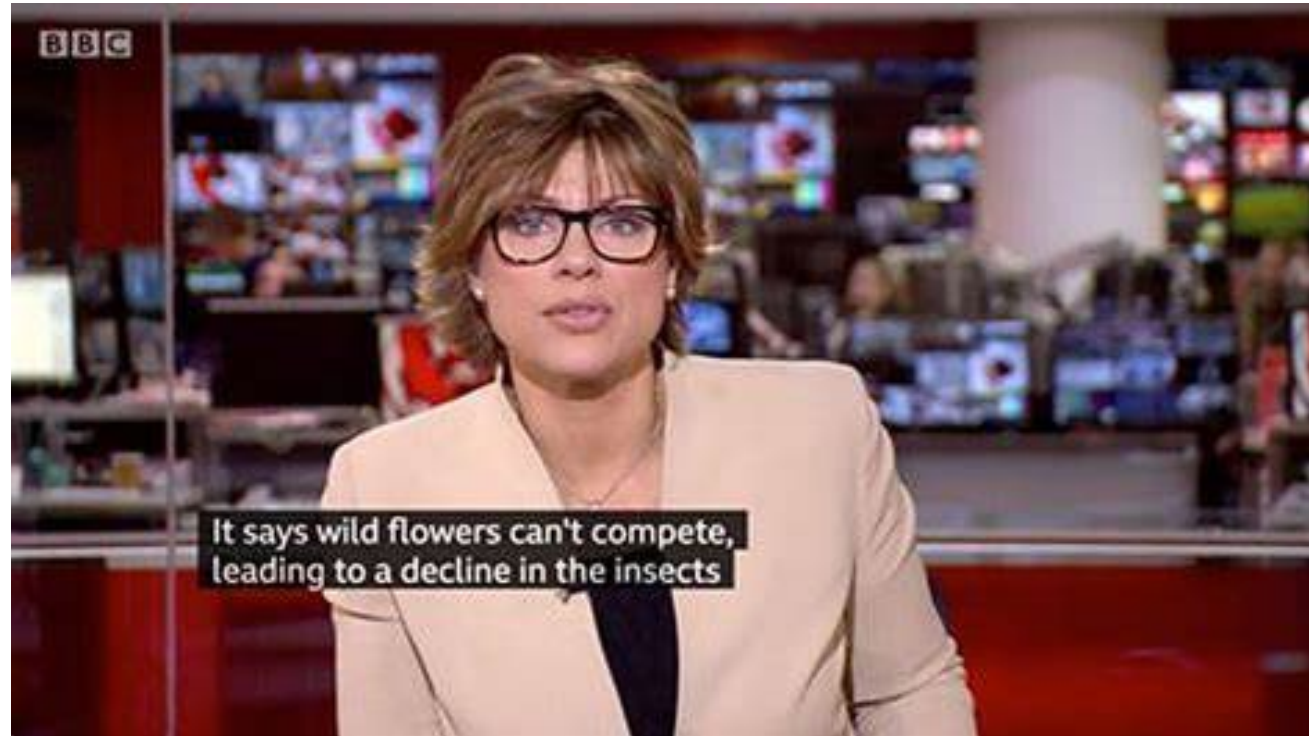 BBC
It says wild flowers can't compete,
leading to a decline in the insects